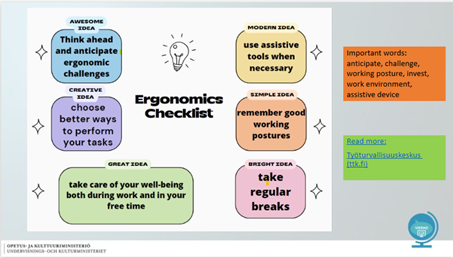 AWESOME
IDEA
Think ahead
and anticipate
ergonomic
challenges
MODERN IDEA
use assistive
tools when
necessary
CREATIVE
IDEA
choose
better ways
to perform
your tasks
Ergonomics
Checklist
SIMPLE IDEA
remember good
working
postures
GREAT IDEA
take care of your well-being
both during work and in your
free time
BRIGHT IDEA
take
regular
breaks
Important words:
anticipate, challenge,
working posture, invest,
work environment,
assistive device
Read more:
Työturvallisuuskeskus
(ttk.fi)
OPETUS- JA KULTTUURIMINISTERIÖ
UNDERVISNINGS- OCH KULTURMINISTERIET